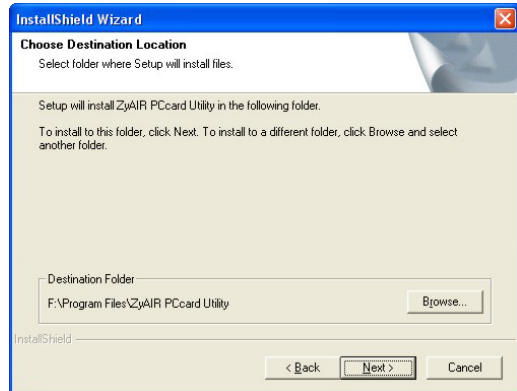 InstallShield Wizard
Choose Destination Location
Select folder where Setup will install files.
Setup will install ZyAIR PCcard Utility in the following folder.
To install to this folder, click Next. To install to a different folder, click Browse and select
another folder.
Destination Folder
F:\Program Files\ZyAIR PCcard Utility
Browse...
InstallShield
< Back
Next >
Cancel